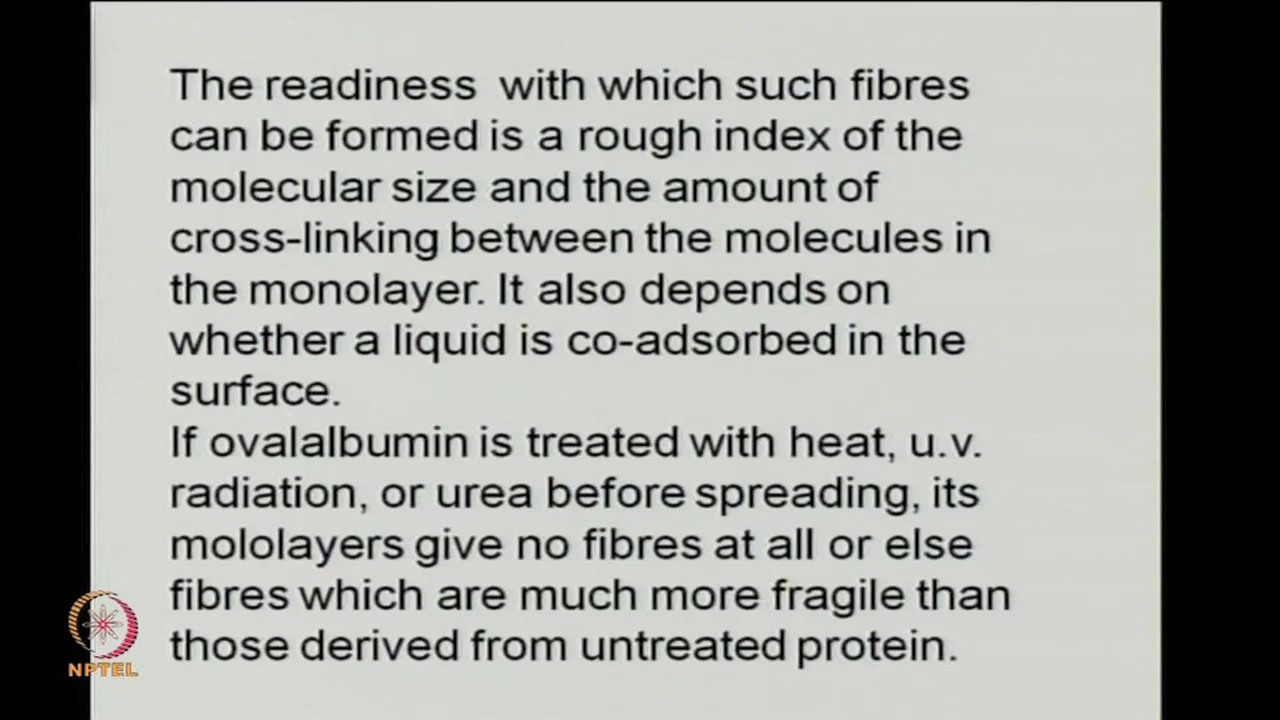 The readiness with which such fibres
can be formed is a rough index of the
molecular size and the amount of
cross-linking between the molecules in
the monolayer. It also depends on
whether a liquid is co-adsorbed in the
surface.
If ovalalbumin is treated with heat, u.v.
radiation, or urea before spreading, its
mololayers give no fibres at all or else
fibres which are much more fragile than
those derived from untreated protein.
NPTEL